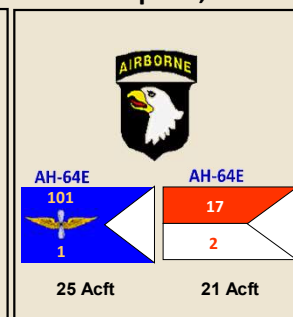 AIRBORNE
AH-64E AH-64E
101 17
1 2
25 Acft 21 Acft